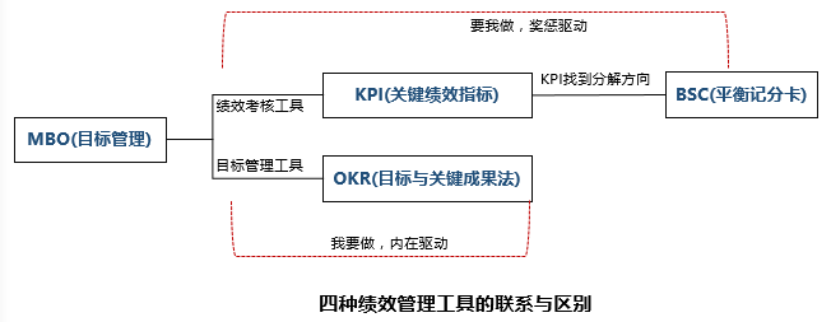 要我做，奖惩驱动
KPI找到分解方向
绩效考核工具
KPI(关键绩效指标)
BSC(平衡记分卡)
MBO(目标管理)
目标管理工具
OKR(目标与关键成果法)
我要做，内在驱动
四种绩效管理工具的联系与区别